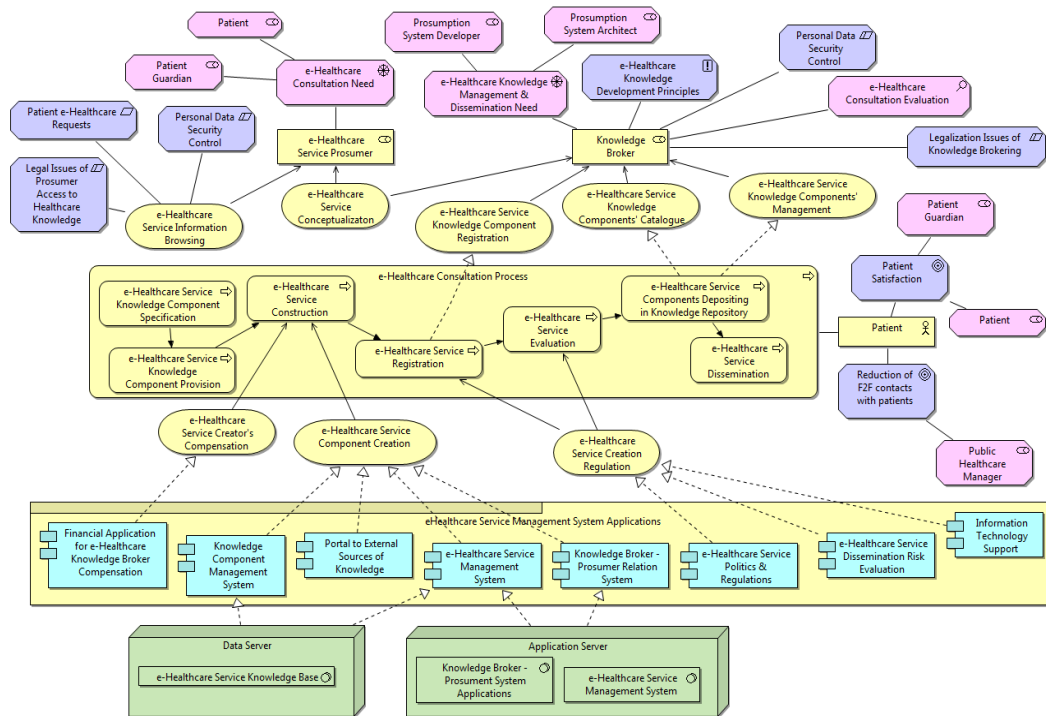 Patient
Prosumption
System Developer
Prosumption
System Architect
Patient
Guardian
e-Healthcare
Consultation Need
e-Healthcare Knowledge
Management &
Dissemination Need
e-Healthcare
Knowledge
Development Principles
Personal Data
Security
Control
e-Healthcare
Consultation Evaluation
Patient e-Healthcare
Requests
Personal Data
Security
Control
Legal Issues of
Prosumer
Access to
Healthcare
Knowledge
e-Healthcare
Service Prosumer
Knowledge
Broker
Legalization Issues of
Knowledge Brokering
e-Healthcare
Service Information
Browsing
e-Healthcare
Service
Conceptualizaton
e-Healthcare Service
Knowledge Component
Registration
e-Healthcare Service
Knowledge
Components' Catalogue
e-Healthcare Service
Knowledge Components'
Management
Patient
Guardian
Patient
Satisfaction
Patient
Patient
Reduction of
F2F contacts
with patients
Public
Healthcare
Manager
e-Healthcare Consultation Process
e-Healthcare Service
Knowledge Component
Specification
e-Healthcare
Service
Construction
e-Healthcare Service
Knowledge
Component Provision
e-Healthcare Service
Registration
e-Healthcare
Service
Evaluation
e-Healthcare Service
Components Depositing
in Knowledge Repository
e-Healthcare
Service
Dissemination
e-Healthcare
Service Creator's
Compensation
e-Healthcare Service
Component Creation
e-Healthcare
Service Creation
Regulation
eHealthcare Service Management System Applications
Financial Application
for e-Healthcare
Knowledge Broker
Compensation
Knowledge
Component
Management
System
Portal to External
Sources of
Knowledge
e-Healthcare Service
Management
System
Knowledge Broker -
Prosumer Relation
System
e-Healthcare Service
Politics &
Regulations
e-Healthcare Service
Dissemination Risk
Evaluation
Information
Technology
Support
Data Server
e-Healthcare Service Knowledge Base
Application Server
Knowledge Broker -
Prosument System
Applications
e-Healthcare Service
Management System